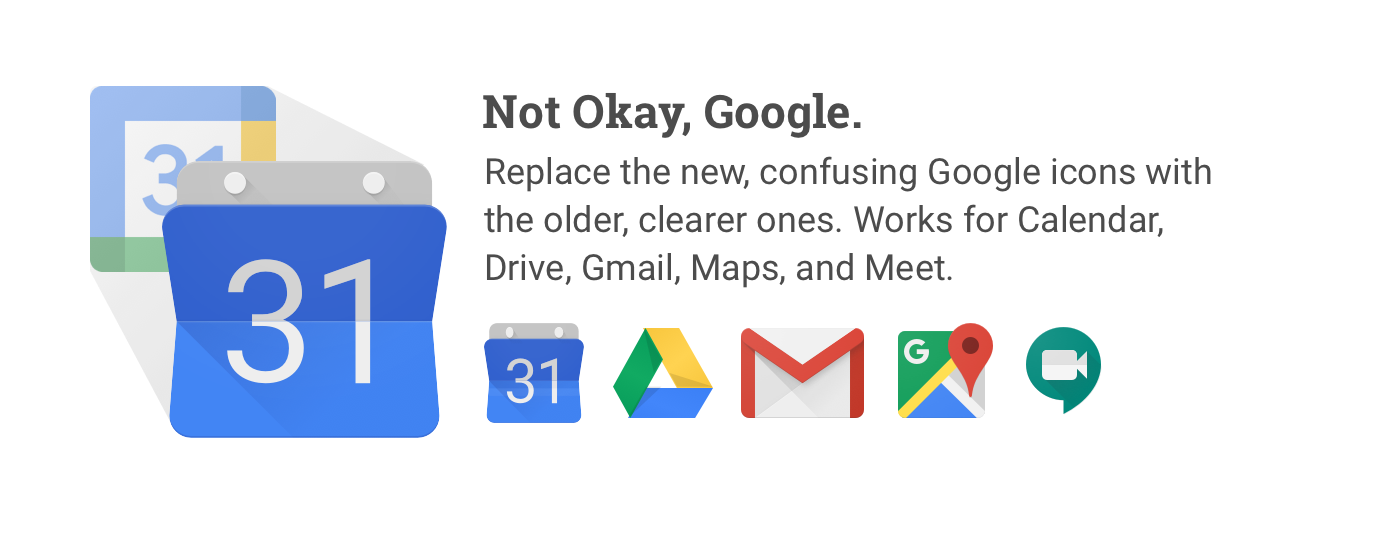 31
31
Not Okay, Google.
Replace the new, confusing Google icons with
the older, clearer ones. Works for Calendar,
Drive, Gmail, Maps, and Meet.
31
G